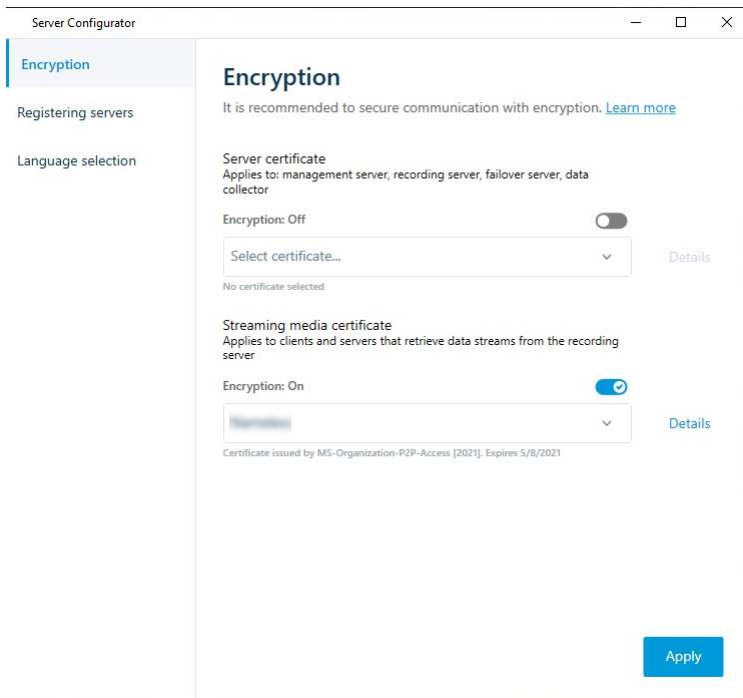 Server Configurator
Encryption
Registering servers
Language selection
Encryption
It is recommended to secure communication with encryption. Learn more
Server certificate
Applies to: management server, recording server, failover server, data
collector
Encryption: Off
Select certificate...
Details
No certificate selected
Streaming media certificate
Applies to clients and servers that retrieve data streams from the recording
server
Encryption: On
Details
Certificate issued by MS-Organization-P2P-Access [2021]. Expires 5/8/2021
Apply